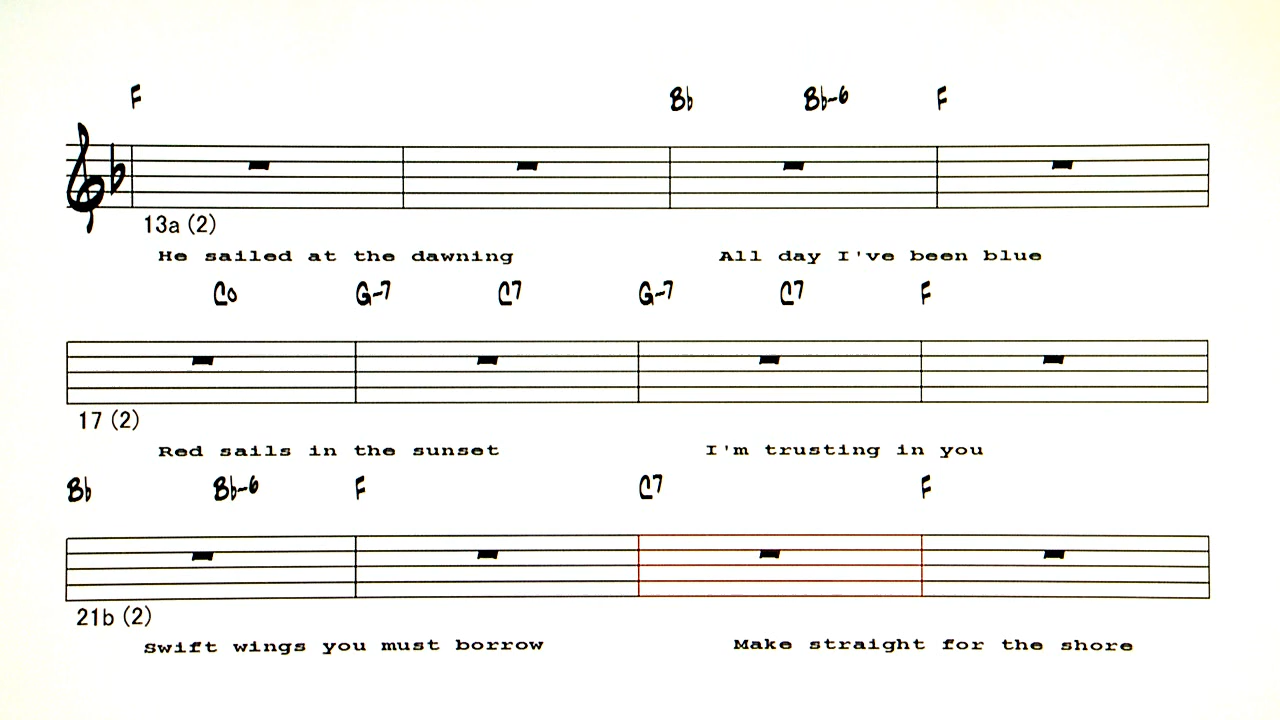 F Bb Bb-6 F
13a (2)
He sailed at the dawning All day I've been blue
Co G-7 C7 G-7 C7 F
17 (2)
Red sails in the sunset I'm trusting in you
Bb Bb-6 F C7 F
21b (2)
Swift wings you must borrow Make straight for the shore